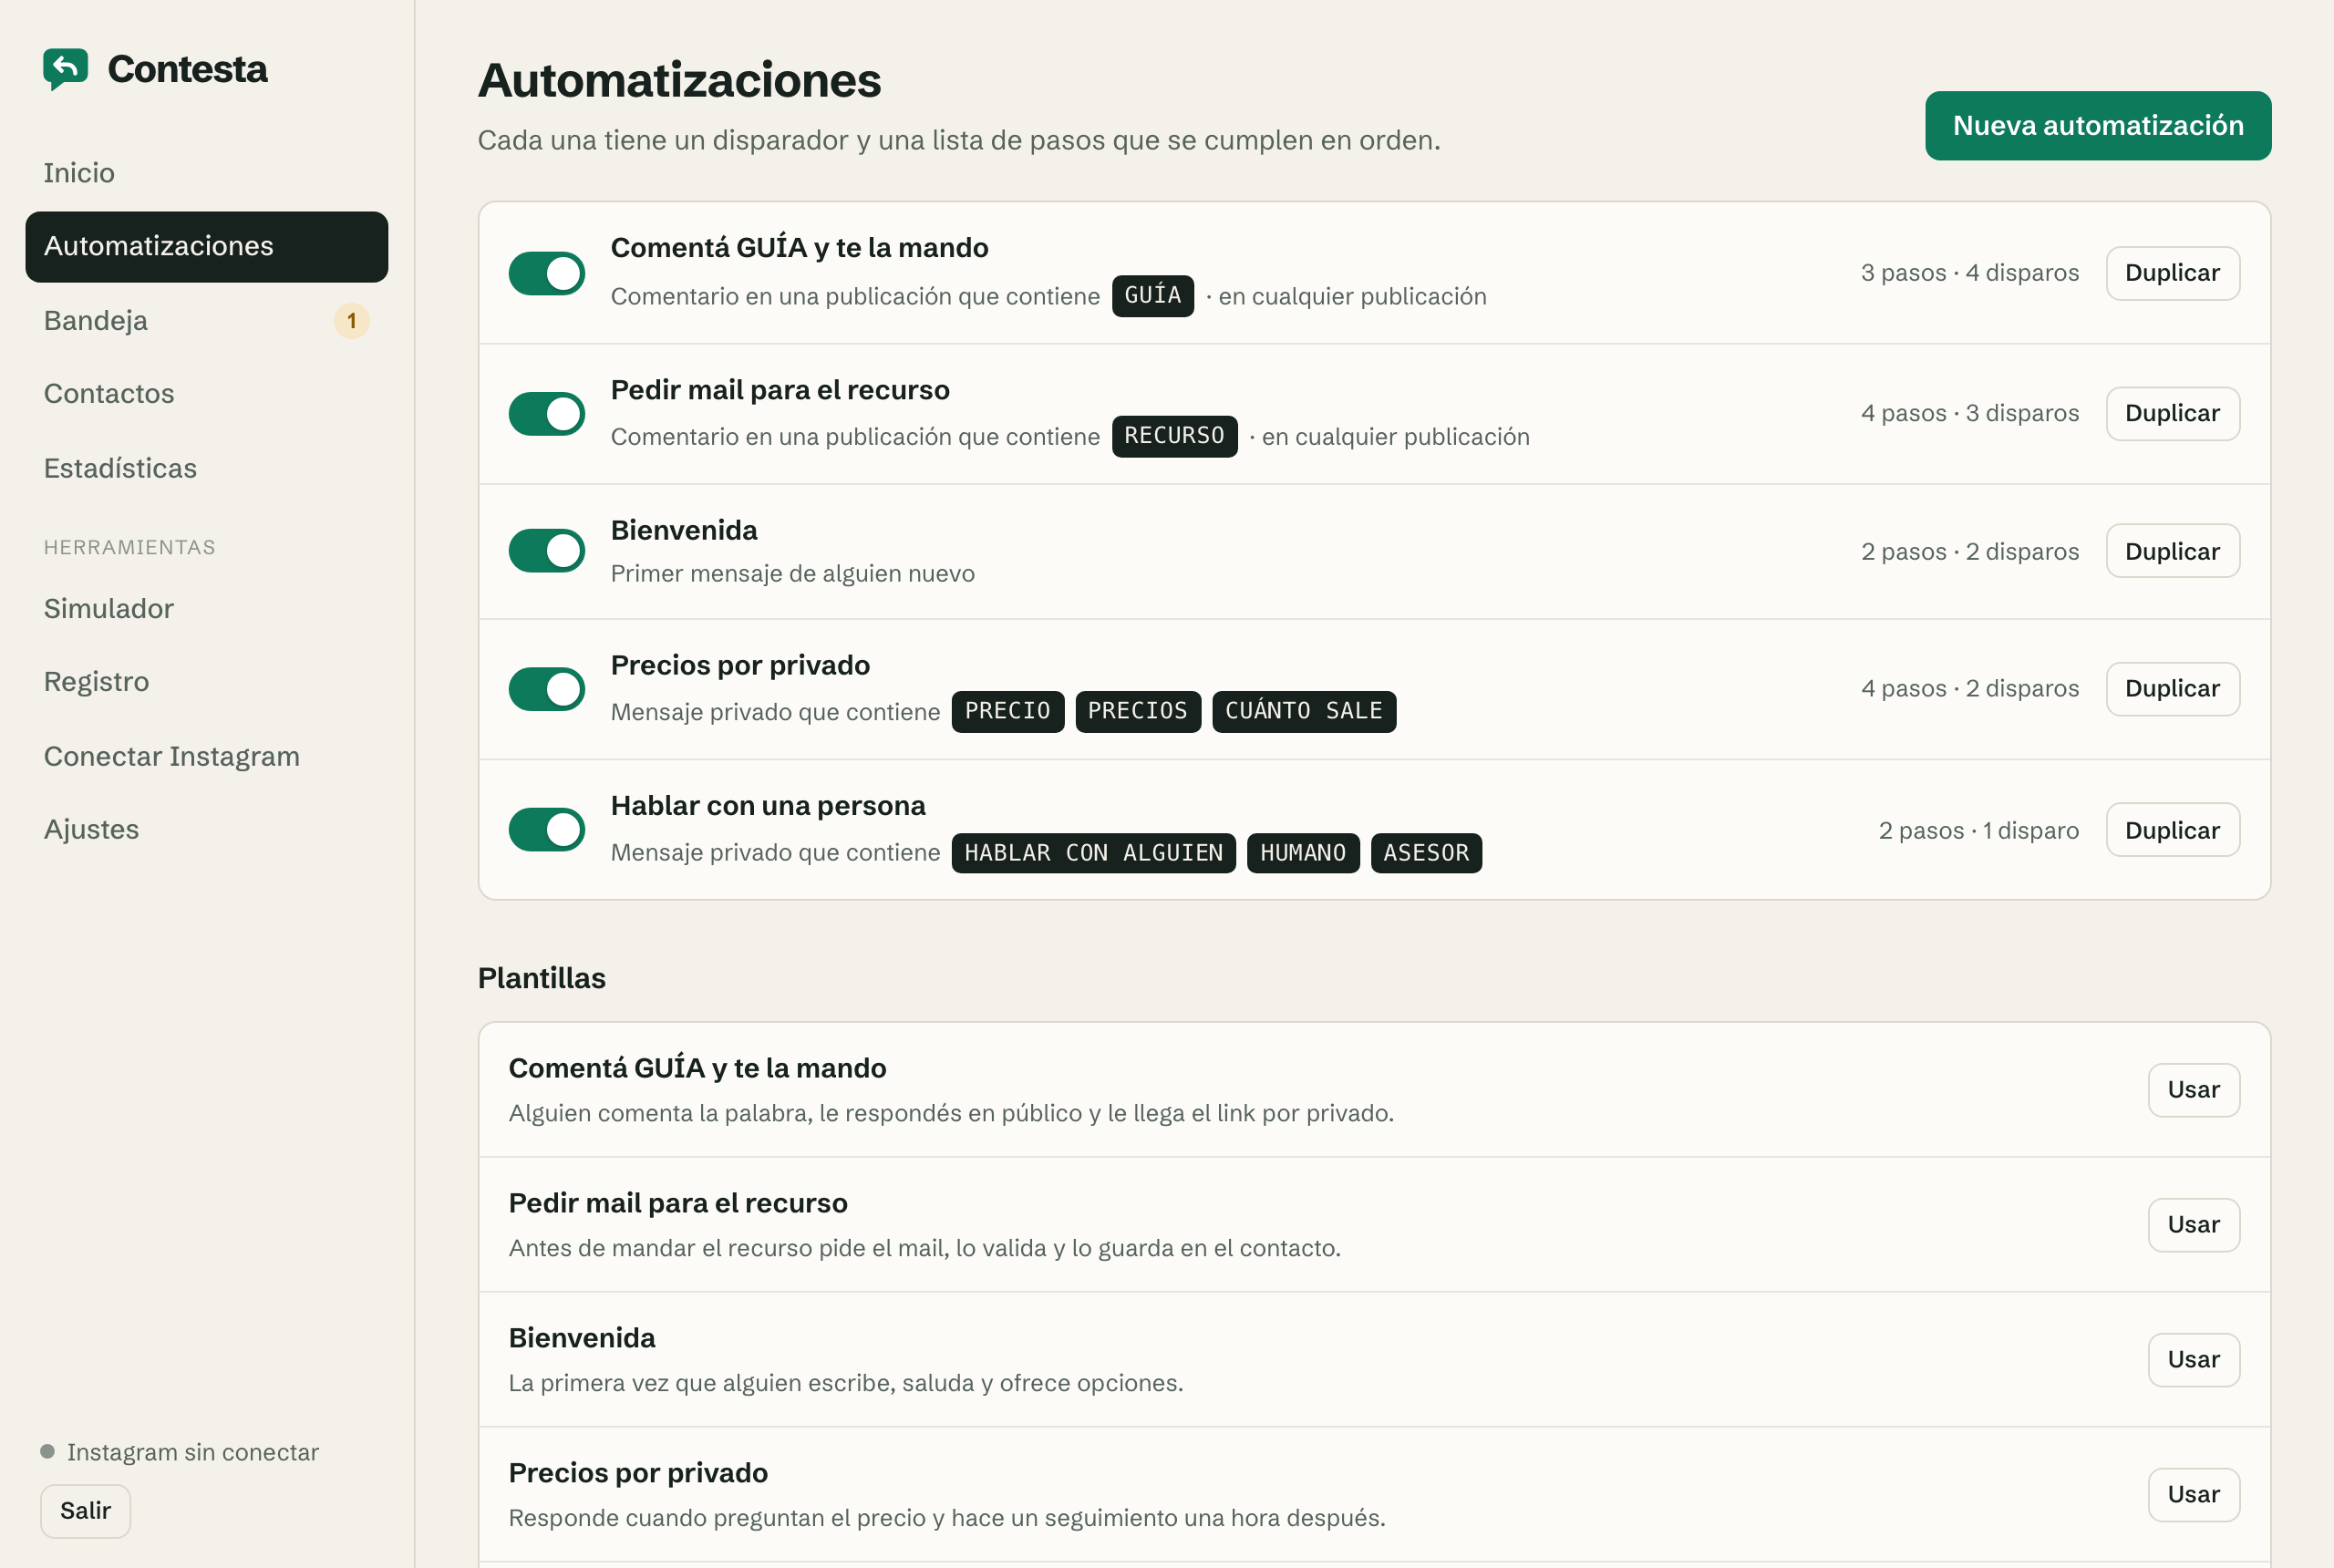 Contesta
Inicio
Automatizaciones
Bandeja 1
Contactos
Estadísticas
HERRAMIENTAS
Simulador
Registro
Conectar Instagram
Ajustes
Instagram sin conectar
Salir
Automatizaciones
Cada una tiene un disparador y una lista de pasos que se cumplen en orden.
Nueva automatización
Comentá GUÍA y te la mando
Comentario en una publicación que contiene GUÍA · en cualquier publicación
3 pasos · 4 disparos Duplicar
Pedir mail para el recurso
Comentario en una publicación que contiene RECURSO · en cualquier publicación
4 pasos · 3 disparos Duplicar
Bienvenida
Primer mensaje de alguien nuevo
2 pasos · 2 disparos Duplicar
Precios por privado
Mensaje privado que contiene PRECIO PRECIOS CUÁNTO SALE
4 pasos · 2 disparos Duplicar
Hablar con una persona
Mensaje privado que contiene HABLAR CON ALGUIEN HUMANO ASESOR
2 pasos · 1 disparo Duplicar
Plantillas
Comentá GUÍA y te la mando
Alguien comenta la palabra, le respondés en público y le llega el link por privado.
Usar
Pedir mail para el recurso
Antes de mandar el recurso pide el mail, lo valida y lo guarda en el contacto.
Usar
Bienvenida
La primera vez que alguien escribe, saluda y ofrece opciones.
Usar
Precios por privado
Responde cuando preguntan el precio y hace un seguimiento una hora después.
Usar